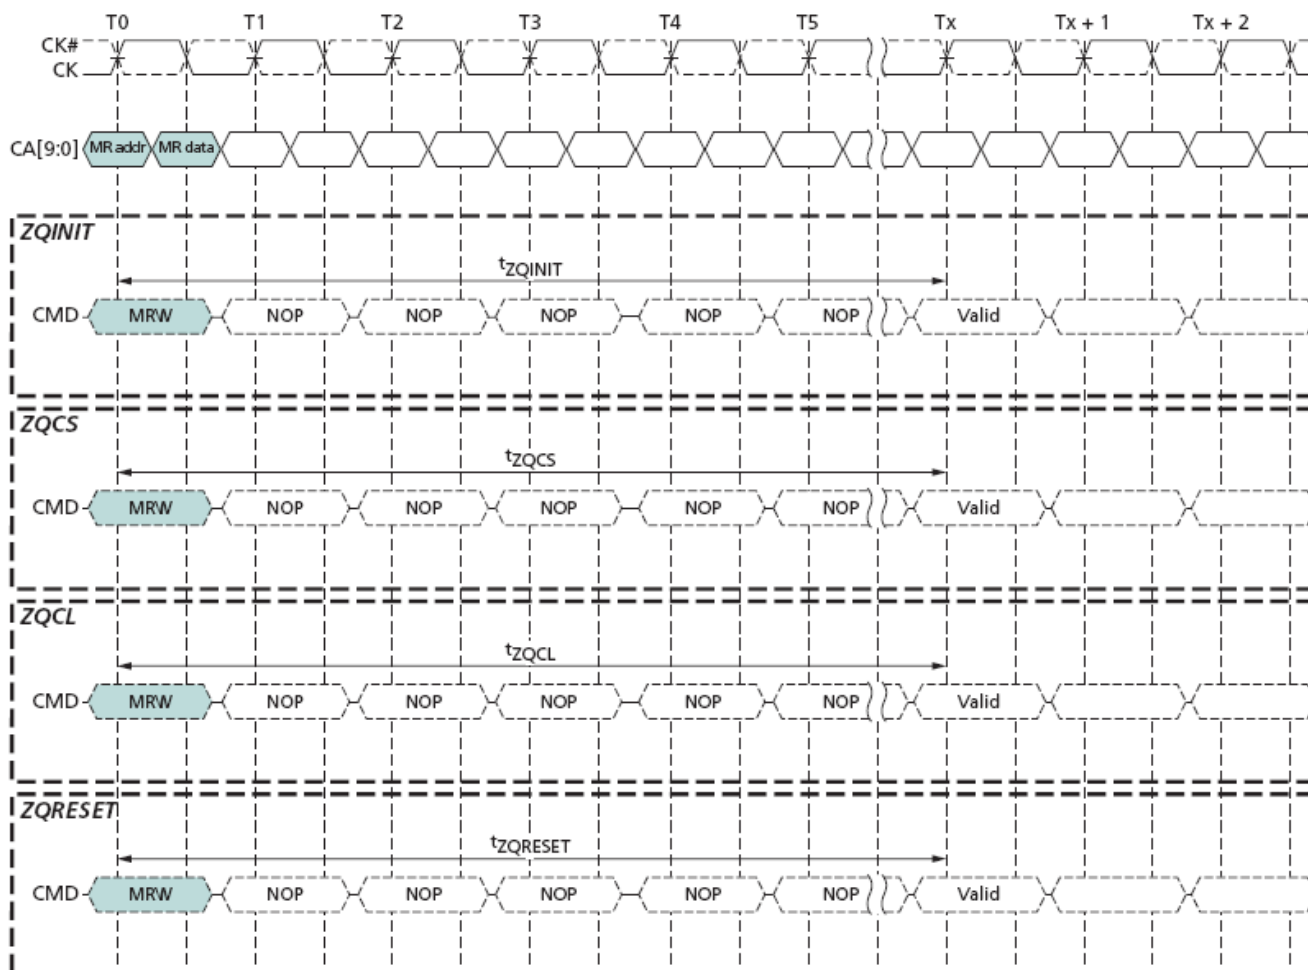 T0 T1 T2 T3 T4 T5 Tx Tx + 1 Tx + 2
CK#
CK
CA[9:0] MR addr MR data
ZQINIT
tZQINIT
CMD MRW NOP NOP NOP NOP NOP Valid
ZQCS
tZQCS
CMD MRW NOP NOP NOP NOP NOP Valid
ZQCL
tZQCL
CMD MRW NOP NOP NOP NOP NOP Valid
ZQRESET
tZQRESET
CMD MRW NOP NOP NOP NOP NOP Valid